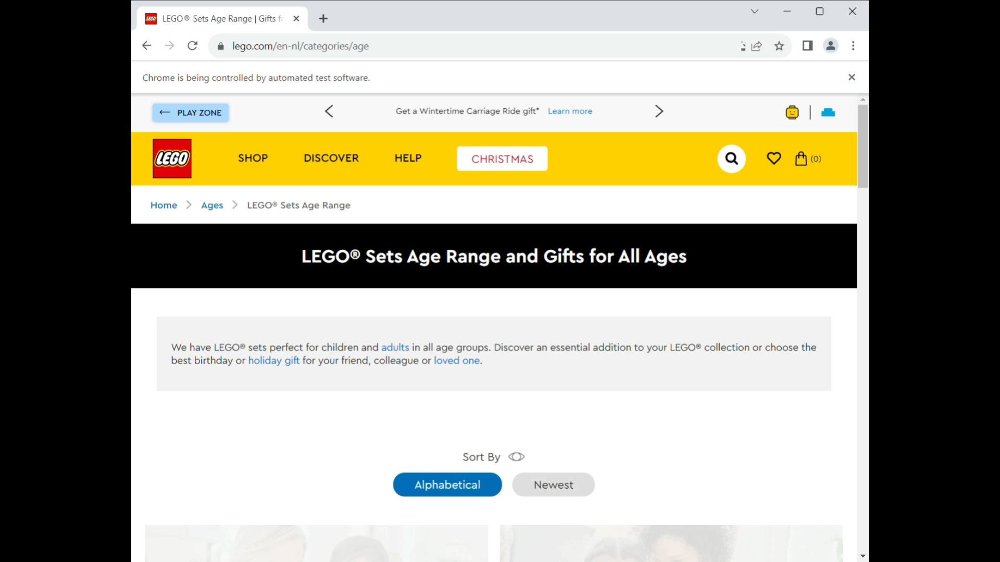 LEGO
LEGO® Sets Age Range | Gifts fo
lego.com/en-nl/categories/age
Chrome is being controlled by automated test software.
PLAY ZONE
Get a Wintertime Carriage Ride gift* Learn more
LEGO
SHOP
DISCOVER
HELP
CHRISTMAS
(0)
Home
Ages
LEGO® Sets Age Range
LEGO® Sets Age Range and Gifts for All Ages
We have LEGO® sets perfect for children and adults in all age groups. Discover an essential addition to your LEGO® collection or choose the
best birthday or holiday gift for your friend, colleague or loved one.
Sort By
Alphabetical
Newest